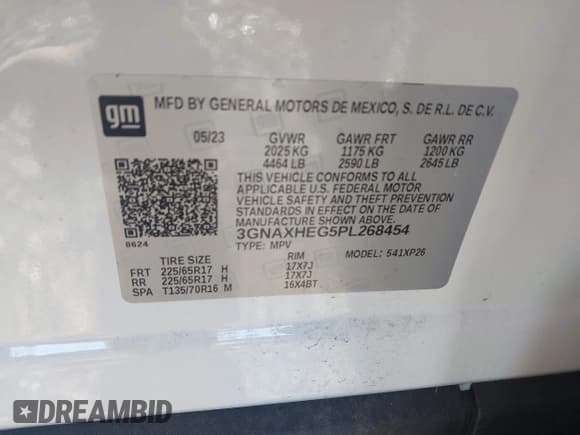 gm MFD BY GENERAL MOTORS DE MEXICO, S. DE R.L. DE C.V.
05/23 GVWR GAWR FRT GAWR RR
2025 KG 1175 KG 1200 KG
4464 LB 2590 LB 2645 LB
THIS VEHICLE CONFORMS TO ALL
APPLICABLE U.S. FEDERAL MOTOR
VEHICLE SAFETY AND THEFT PREVENTION
STANDARDS IN EFFECT ON THE DATE OF
MANUFACTURE SHOWN ABOVE.
3GNAXHEG5PL268454
0624 TYPE: MPV MODEL: 541XP26
TIRE SIZE RIM
FRT 225/65R17 H 17X7J
RR 225/65R17 H 17X7J
SPA T135/70R16 M 16X4BT
DREAMBID